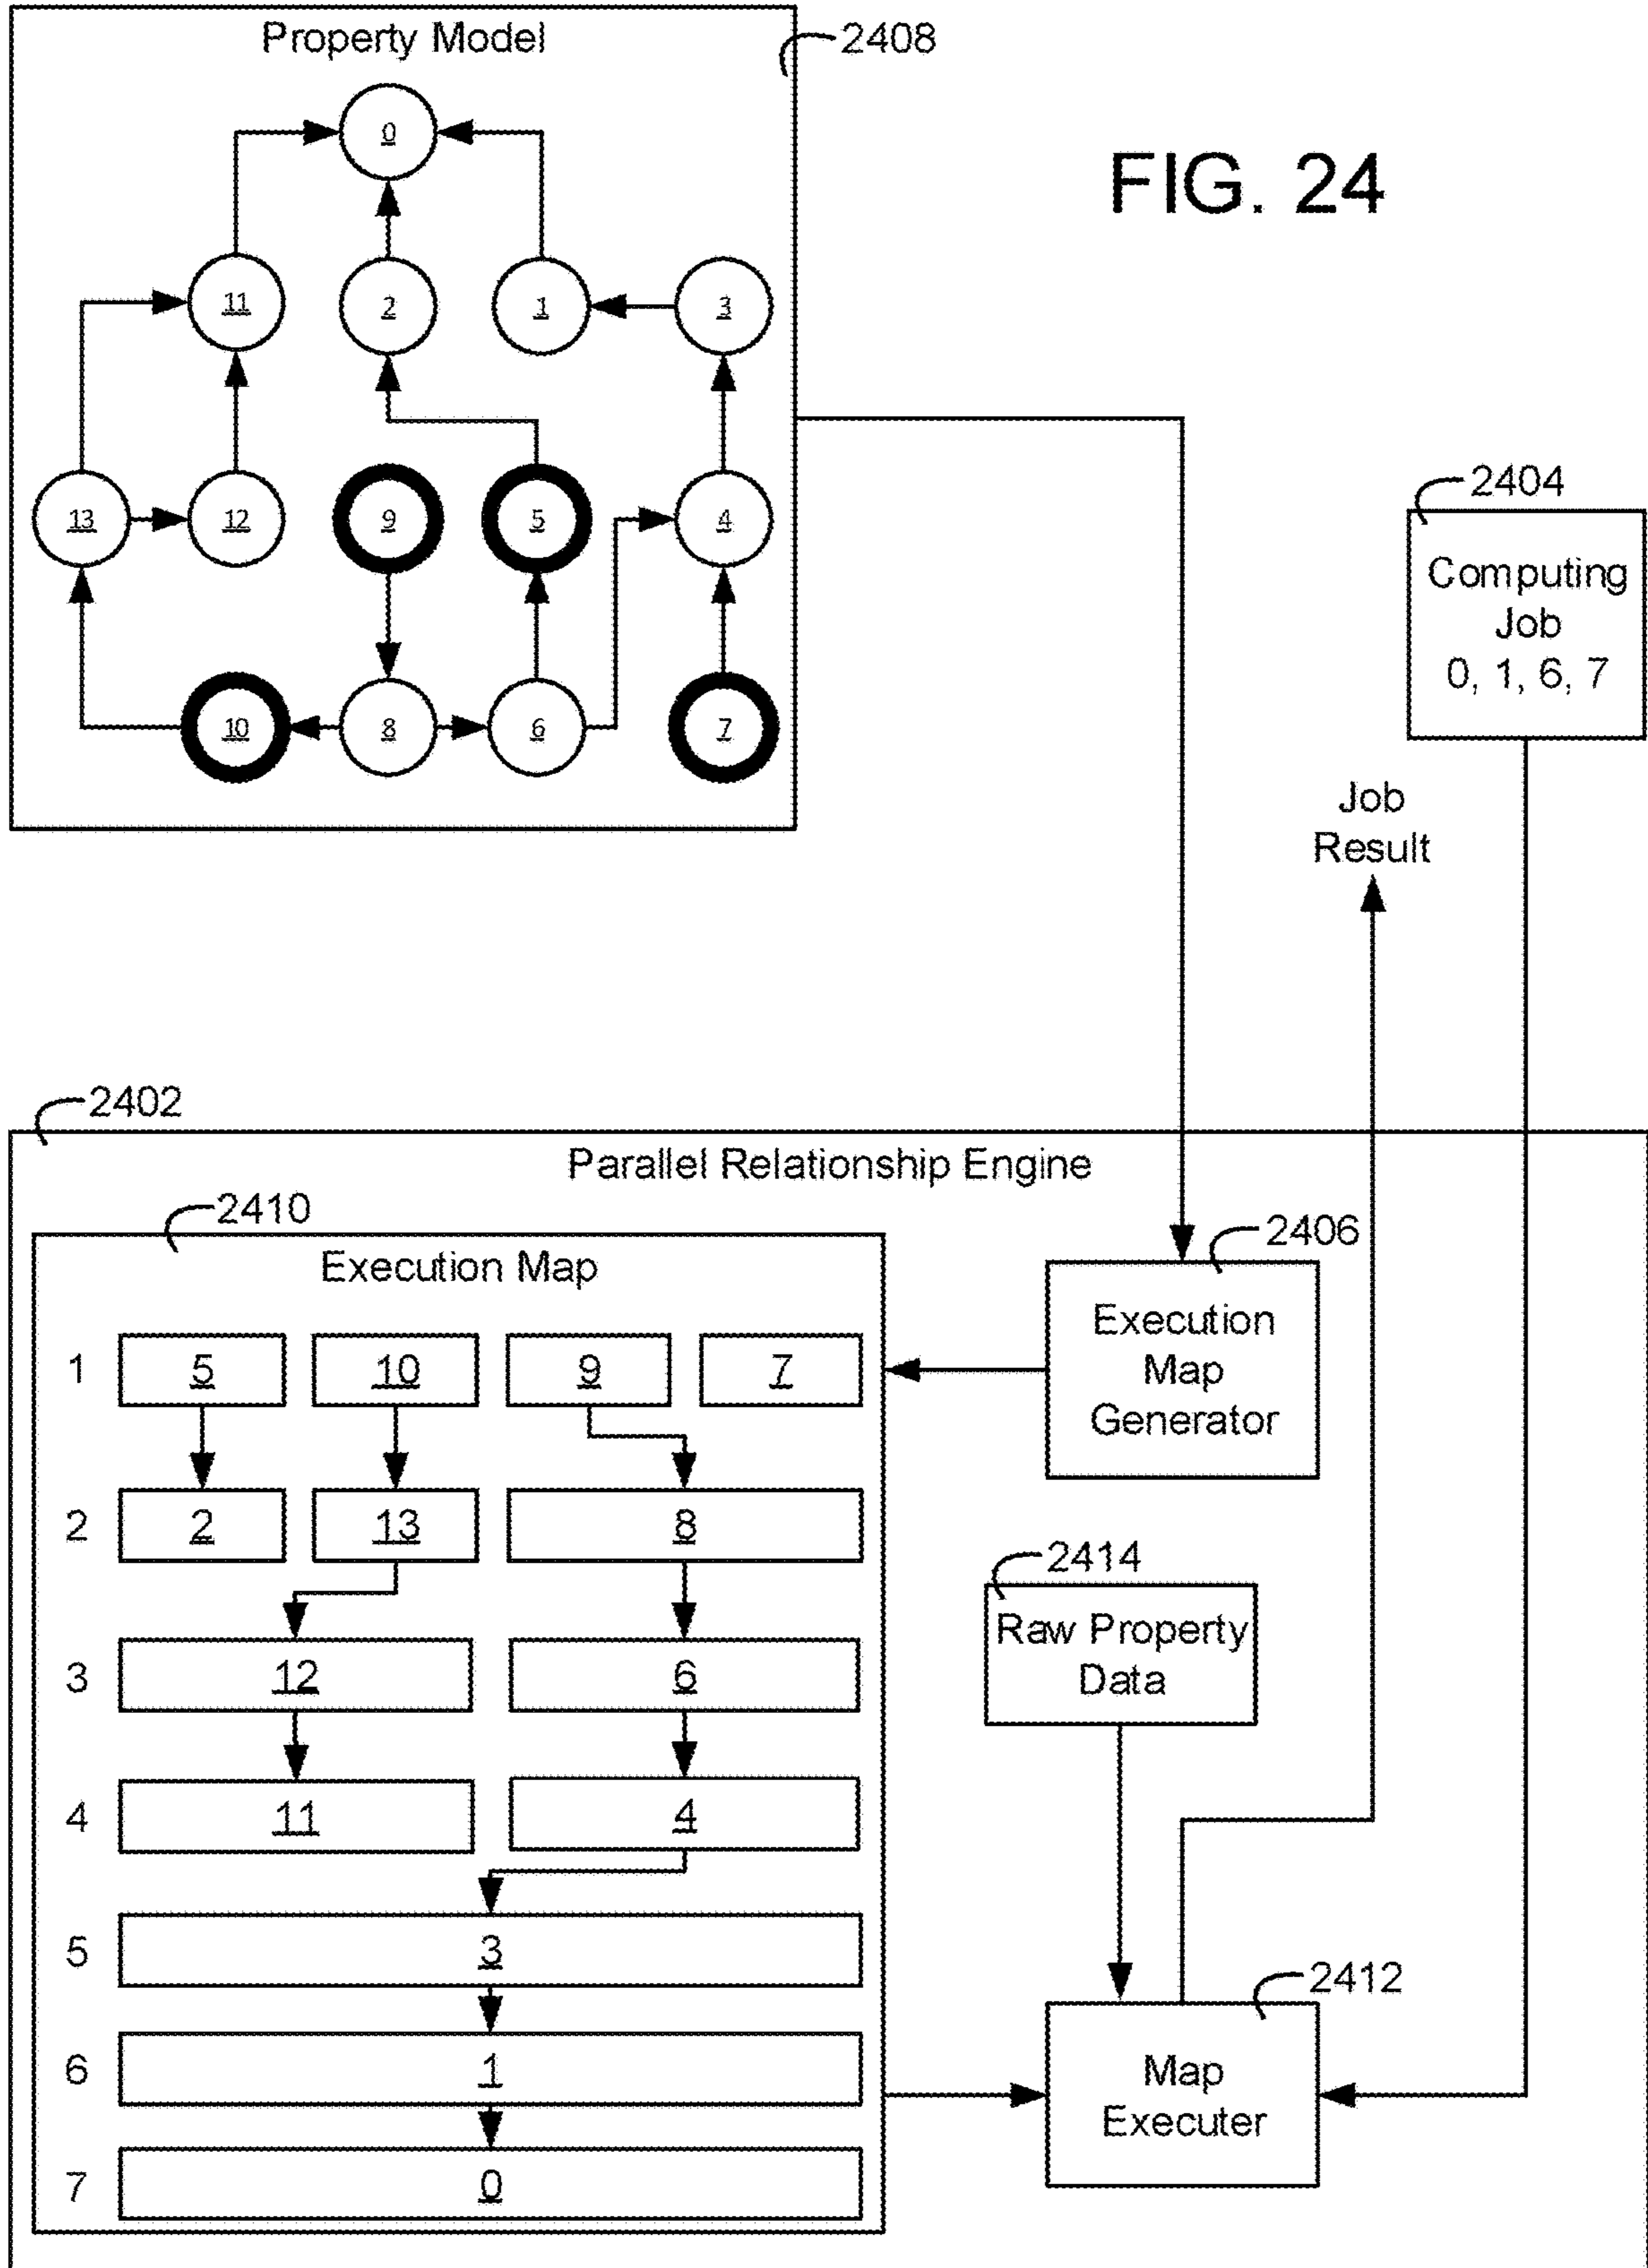 Property Model
2408
0
FIG. 24
11
2
1
3
13
12
9
5
4
10
8
6
7
2404
Computing
Job
0, 1, 6, 7
Job
Result
2402
Parallel Relationship Engine
2410
Execution Map
2406
Execution
Map
Generator
1
5
10
9
7
2
2
13
8
2414
Raw Property
Data
3
12
6
4
11
4
5
3
2412
Map
Executer
6
1
7
0